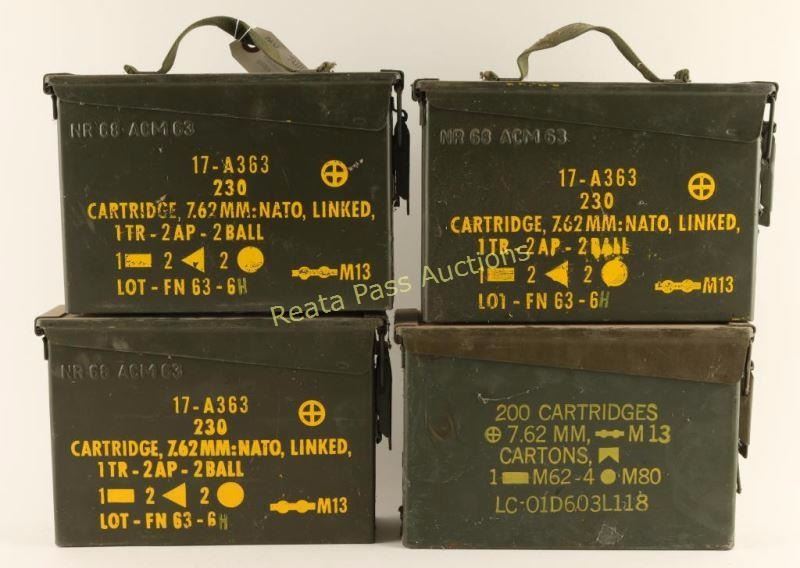 NR 68 ACM 63
17-A363
230
CARTRIDGE, 7.62MM: NATO, LINKED,
1TR - 2AP - 2BALL
1 2 2
M13
LOT - FN 63 - 6H
NR 68 ACM 63
17-A363
230
CARTRIDGE, 7.62MM: NATO, LINKED,
1TR - 2AP - 2BALL
1 2 2
M13
LOT - FN 63 - 6H
Reata Pass Auctions
NR 68 ACM 63
17-A363
230
CARTRIDGE, 7.62MM: NATO, LINKED,
1TR - 2AP - 2BALL
1 2 2
M13
LOT - FN 63 - 6H
200 CARTRIDGES
7.62 MM, M 13
CARTONS,
1 M62-4 M80
LC-01D603L118